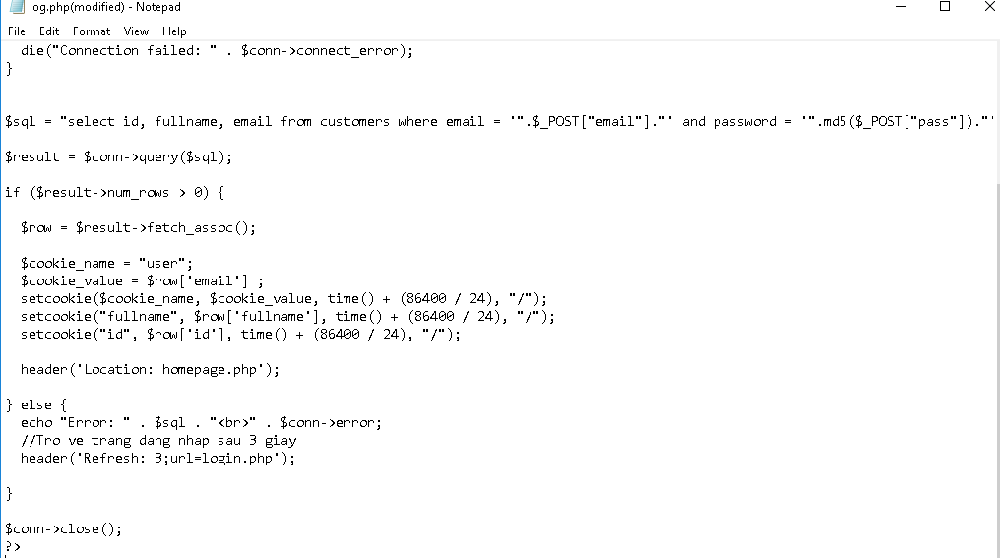 log.php(modified) - Notepad
File Edit Format View Help
die("Connection failed: " . $conn->connect_error);
}
$sql = "select id, fullname, email from customers where email = '".$_POST["email"]."' and password = '".md5($_POST["pass"])."'
$result = $conn->query($sql);
if ($result->num_rows > 0) {
$row = $result->fetch_assoc();
$cookie_name = "user";
$cookie_value = $row['email'] ;
setcookie($cookie_name, $cookie_value, time() + (86400 / 24), "/");
setcookie("fullname", $row['fullname'], time() + (86400 / 24), "/");
setcookie("id", $row['id'], time() + (86400 / 24), "/");
header('Location: homepage.php');
} else {
echo "Error: " . $sql . "<br>" . $conn->error;
//Tro ve trang dang nhap sau 3 giay
header('Refresh: 3;url=login.php');
}
$conn->close();
?>